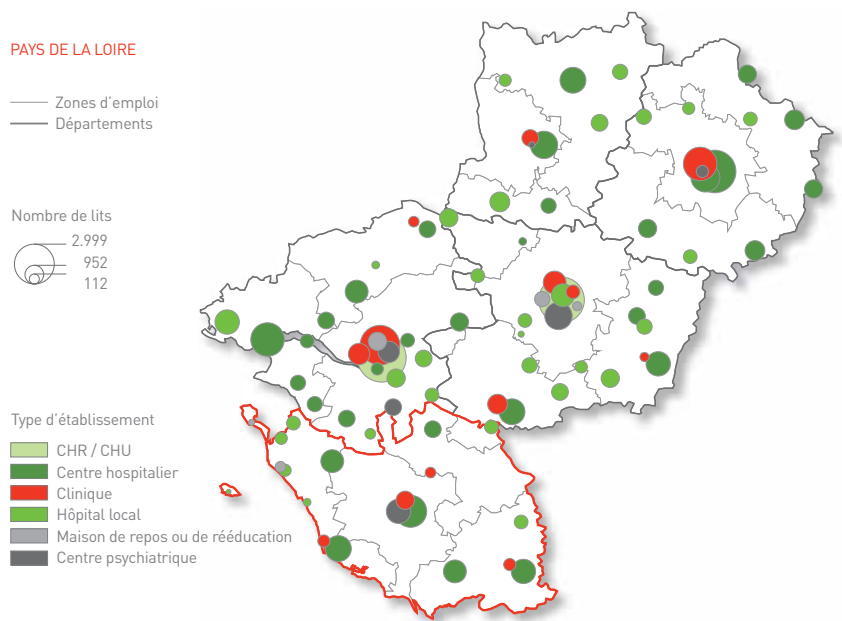 PAYS DE LA LOIRE
Zones d'emploi
Départements
Nombre de lits
2.999
952
112
Type d'établissement
CHR / CHU
Centre hospitalier
Clinique
Hôpital local
Maison de repos ou de rééducation
Centre psychiatrique